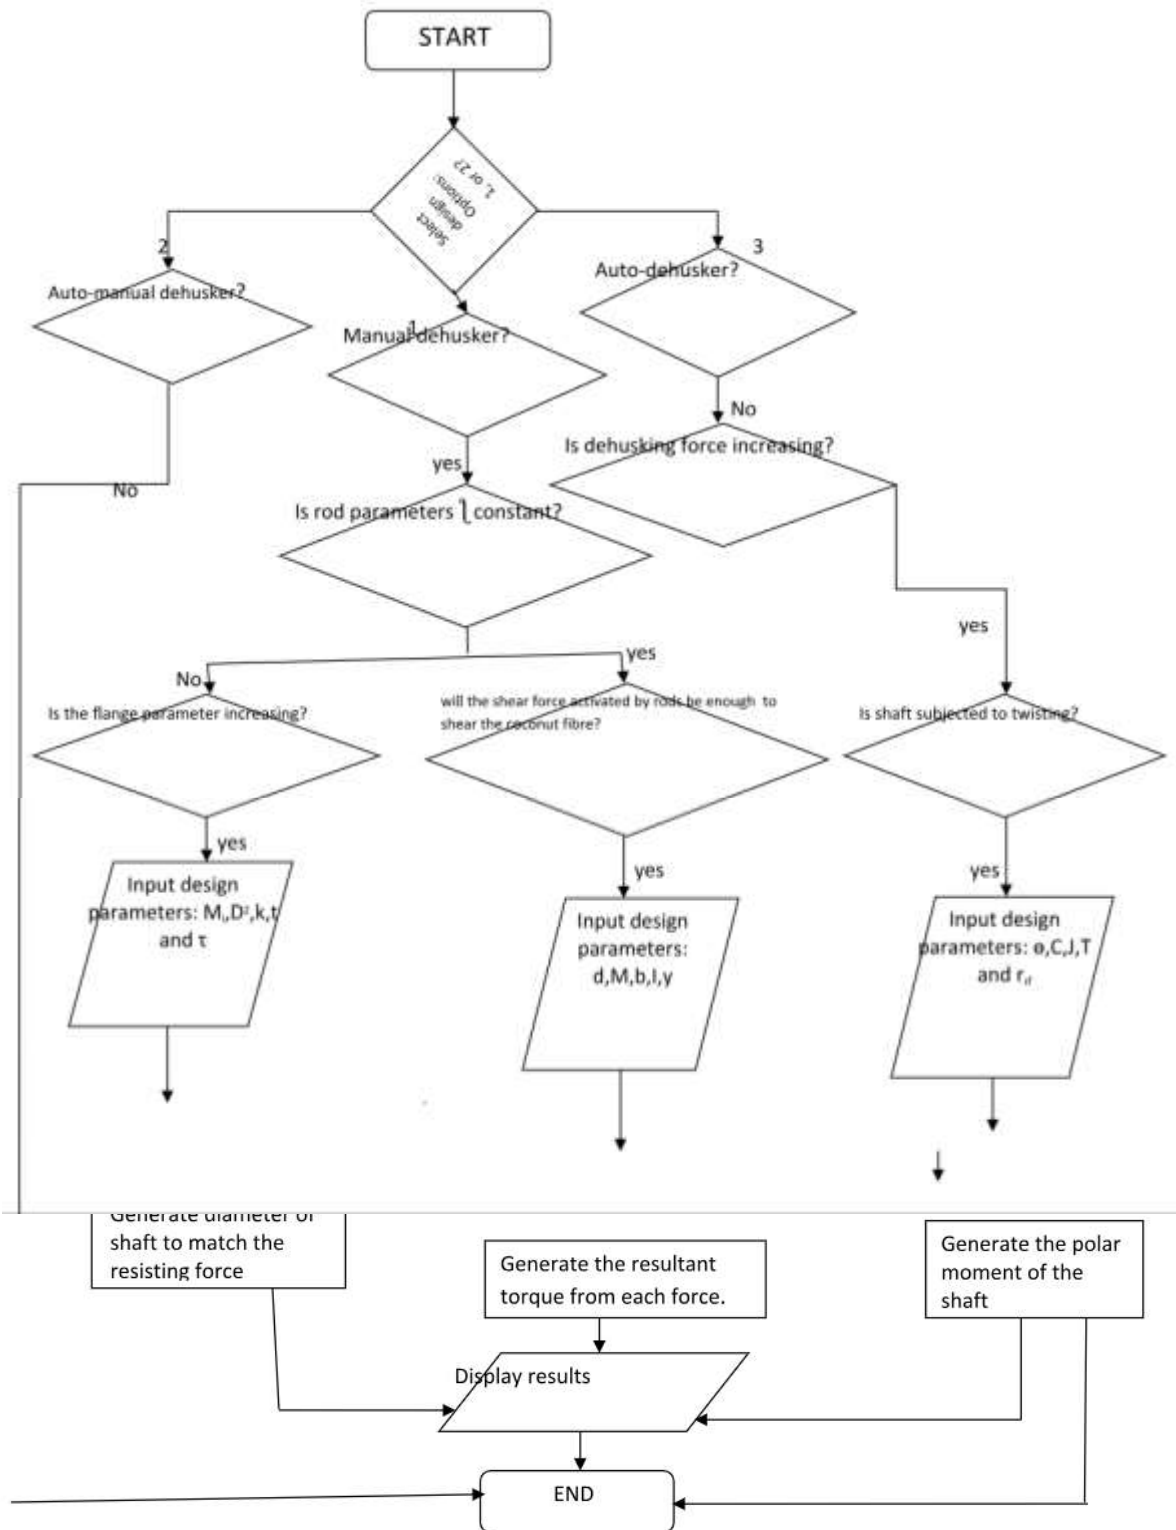 START
Select
design
Options:
1, or 2?
2
3
Auto-manual dehusker?
Auto-dehusker?
1
Manual dehusker?
No
Is dehusking force increasing?
yes
No
Is rod parameters constant?
yes
yes
No
Is the flange parameter increasing?
will the shear force activated by rods be enough to
shear the coconut fibre?
Is shaft subjected to twisting?
yes
Input design
parameters: M,,D²,k,t
and τ
yes
Input design
parameters:
d,M,b,I,y
yes
Input design
parameters: ɵ,C,J,T
and r
Generate diameter of
shaft to match the
resisting force
Generate the resultant
torque from each force.
Generate the polar
moment of the
shaft
Display results
END